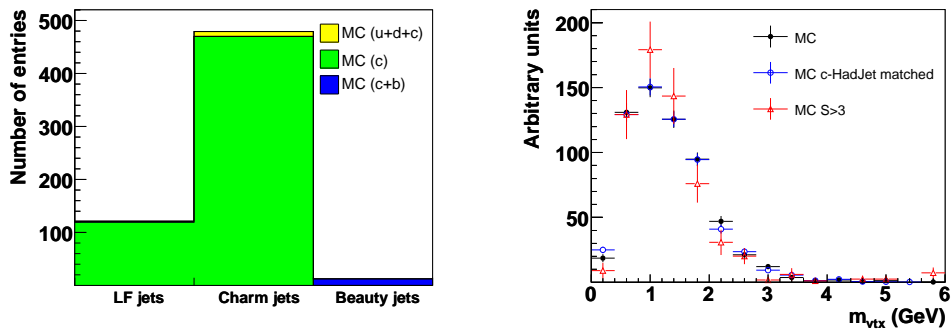 Number of entries
500
400
300
200
100
LF jets
Charm jets
Beauty jets
MC (u+d+c)
MC (c)
MC (c+b)
Arbitrary units
200
150
100
50
0
1
2
3
4
5
6
m_vtx (GeV)
MC
MC c-HadJet matched
MC S>3